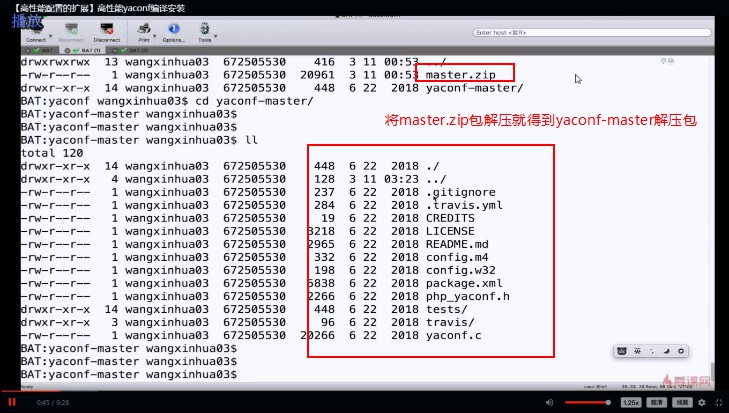 【高性能配置的扩展】高性能yaconf编译安装
播放
Connect Reconnect Disconnect Print Options... Tools
Enter host <⌘R>
BAT BAT (1) BAT (2)
drwxrwxrwx 13 wangxinhua03 672505530 416 3 11 00:53 ../
-rw-r--r-- 1 wangxinhua03 672505530 20961 3 11 00:53 master.zip
drwxr-xr-x 14 wangxinhua03 672505530 448 6 22 2018 yaconf-master/
BAT:yaconf wangxinhua03$ cd yaconf-master/
BAT:yaconf-master wangxinhua03$
将master.zip包解压就得到yaconf-master解压包
BAT:yaconf-master wangxinhua03$
BAT:yaconf-master wangxinhua03$ ll
total 120
drwxr-xr-x 14 wangxinhua03 672505530 448 6 22 2018 ./
drwxr-xr-x 4 wangxinhua03 672505530 128 3 11 03:23 ../
-rw-r--r-- 1 wangxinhua03 672505530 237 6 22 2018 .gitignore
-rw-r--r-- 1 wangxinhua03 672505530 284 6 22 2018 .travis.yml
-rw-r--r-- 1 wangxinhua03 672505530 19 6 22 2018 CREDITS
-rw-r--r-- 1 wangxinhua03 672505530 3218 6 22 2018 LICENSE
-rw-r--r-- 1 wangxinhua03 672505530 2965 6 22 2018 README.md
-rw-r--r-- 1 wangxinhua03 672505530 332 6 22 2018 config.m4
-rw-r--r-- 1 wangxinhua03 672505530 198 6 22 2018 config.w32
-rw-r--r-- 1 wangxinhua03 672505530 5838 6 22 2018 package.xml
-rw-r--r-- 1 wangxinhua03 672505530 2266 6 22 2018 php_yaconf.h
drwxr-xr-x 14 wangxinhua03 672505530 448 6 22 2018 tests/
drwxr-xr-x 3 wangxinhua03 672505530 96 6 22 2018 travis/
-rw-r--r-- 1 wangxinhua03 672505530 20266 6 22 2018 yaconf.c
BAT:yaconf-master wangxinhua03$
BAT:yaconf-master wangxinhua03$
英
BAT:yaconf-master wangxinhua03$
慕课网
0:45 / 9:28
1.25x 超清 线路